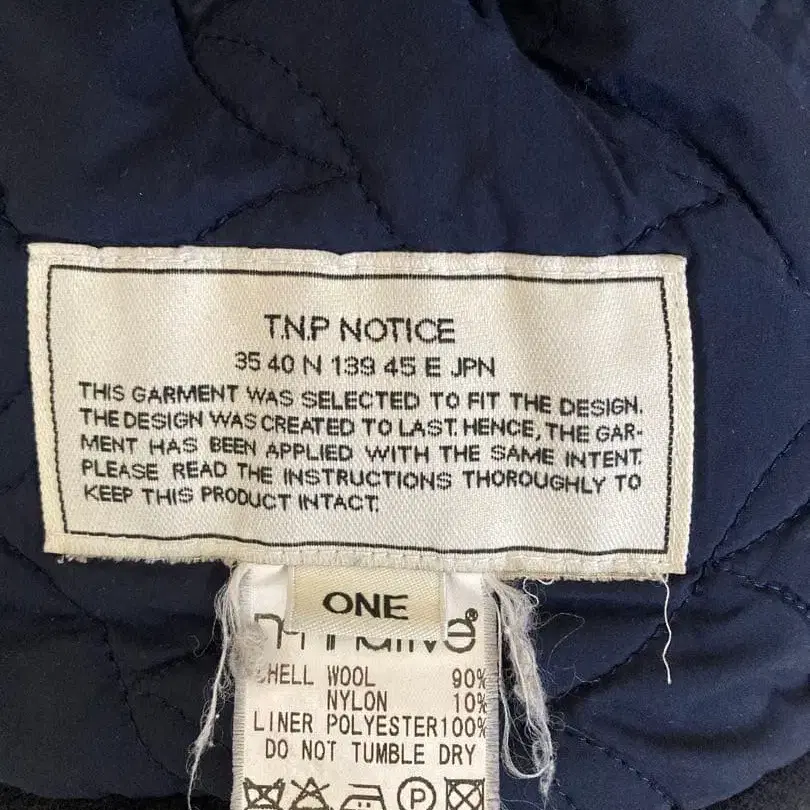 T.N.P NOTICE
35 40 N 139 45 E JPN
THIS GARMENT WAS SELECTED TO FIT THE DESIGN.
THE DESIGN WAS CREATED TO LAST. HENCE, THE GAR-
MENT HAS BEEN APPLIED WITH THE SAME INTENT.
PLEASE READ THE INSTRUCTIONS THOROUGHLY TO
KEEP THIS PRODUCT INTACT.
ONE
SHELL WOOL 90%
NYLON 10%
LINER POLYESTER 100%
DO NOT TUMBLE DRY
P